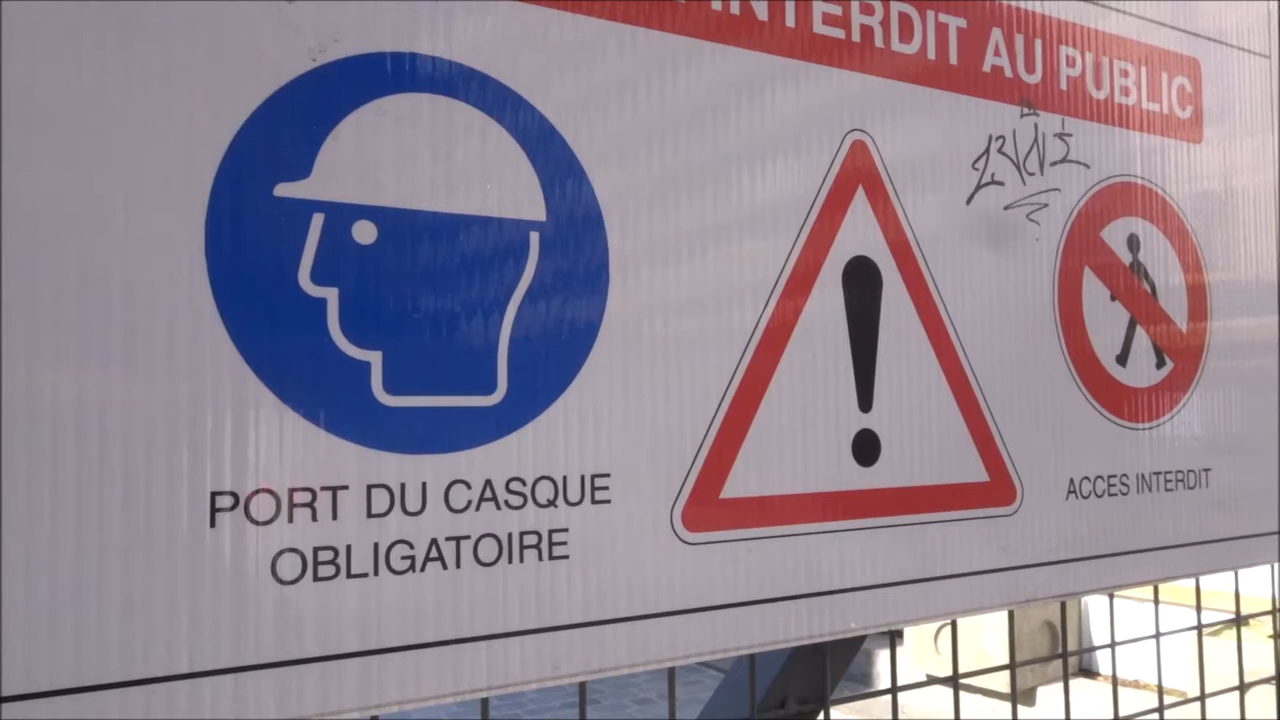 INTERDIT AU PUBLIC
PORT DU CASQUE
OBLIGATOIRE
ACCES INTERDIT